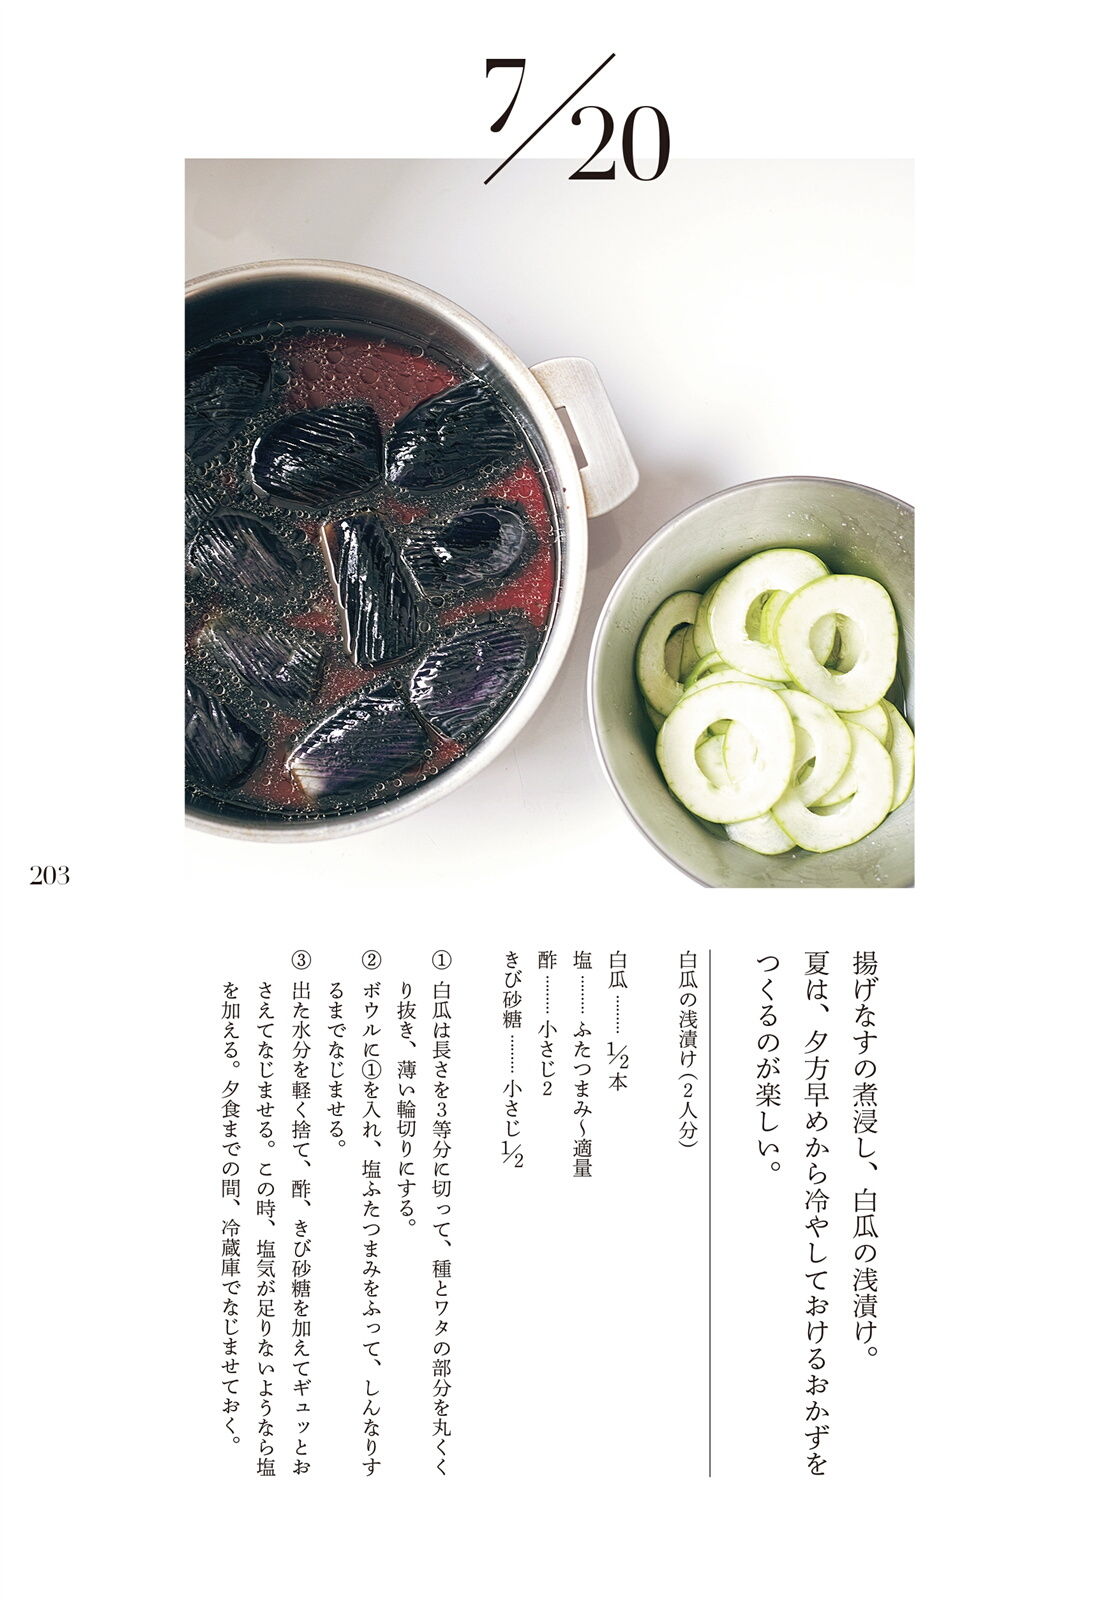 7/20
揚げなすの煮浸し、白瓜の浅漬け。
夏は、夕方早めから冷やしておけるおかずを
つくるのが楽しい。
白瓜の浅漬け（2人分）
白瓜………1/2本
塩………ふたつまみ〜適量
酢………小さじ2
きび砂糖………小さじ1/2
① 白瓜は長さを3等分に切って、種とワタの部分を丸くく
り抜き、薄い輪切りにする。
② ボウルに①を入れ、塩ふたつまみをふって、しんなりす
るまでなじませる。
③ 出た水分を軽く捨て、酢、きび砂糖を加えてギュッとお
さえてなじませる。この時、塩気が足りないようなら塩
を加える。夕食までの間、冷蔵庫でなじませておく。
203